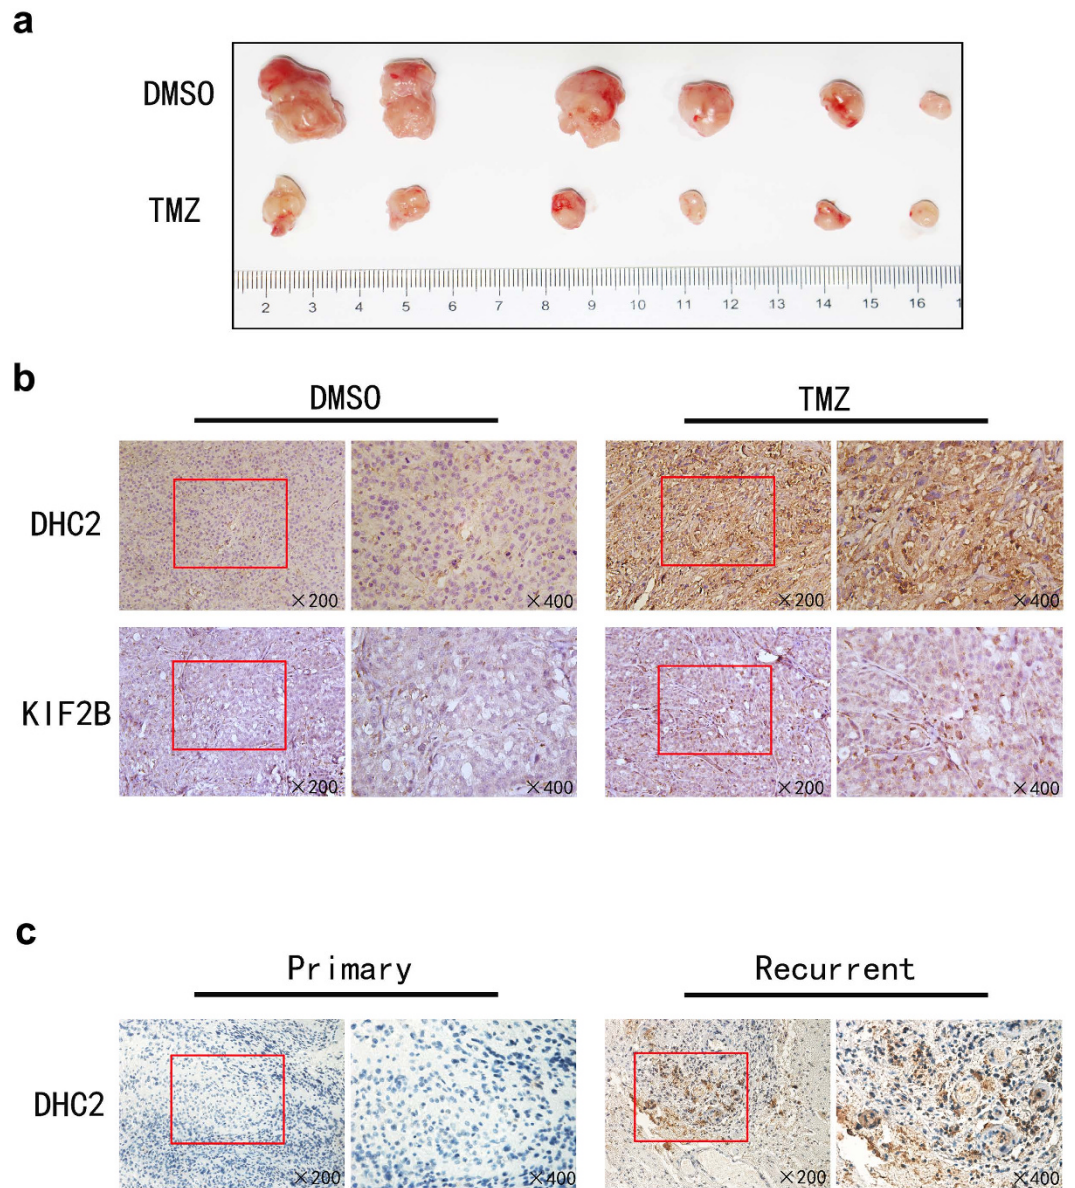 a
DMSO
TMZ
2 3 4 5 6 7 8 9 10 11 12 13 14 15 16 1
b
DMSO TMZ
DHC2
×200 ×400 ×200 ×400
KIF2B
×200 ×400 ×200 ×400
c
Primary Recurrent
DHC2
×200 ×400 ×200 ×400